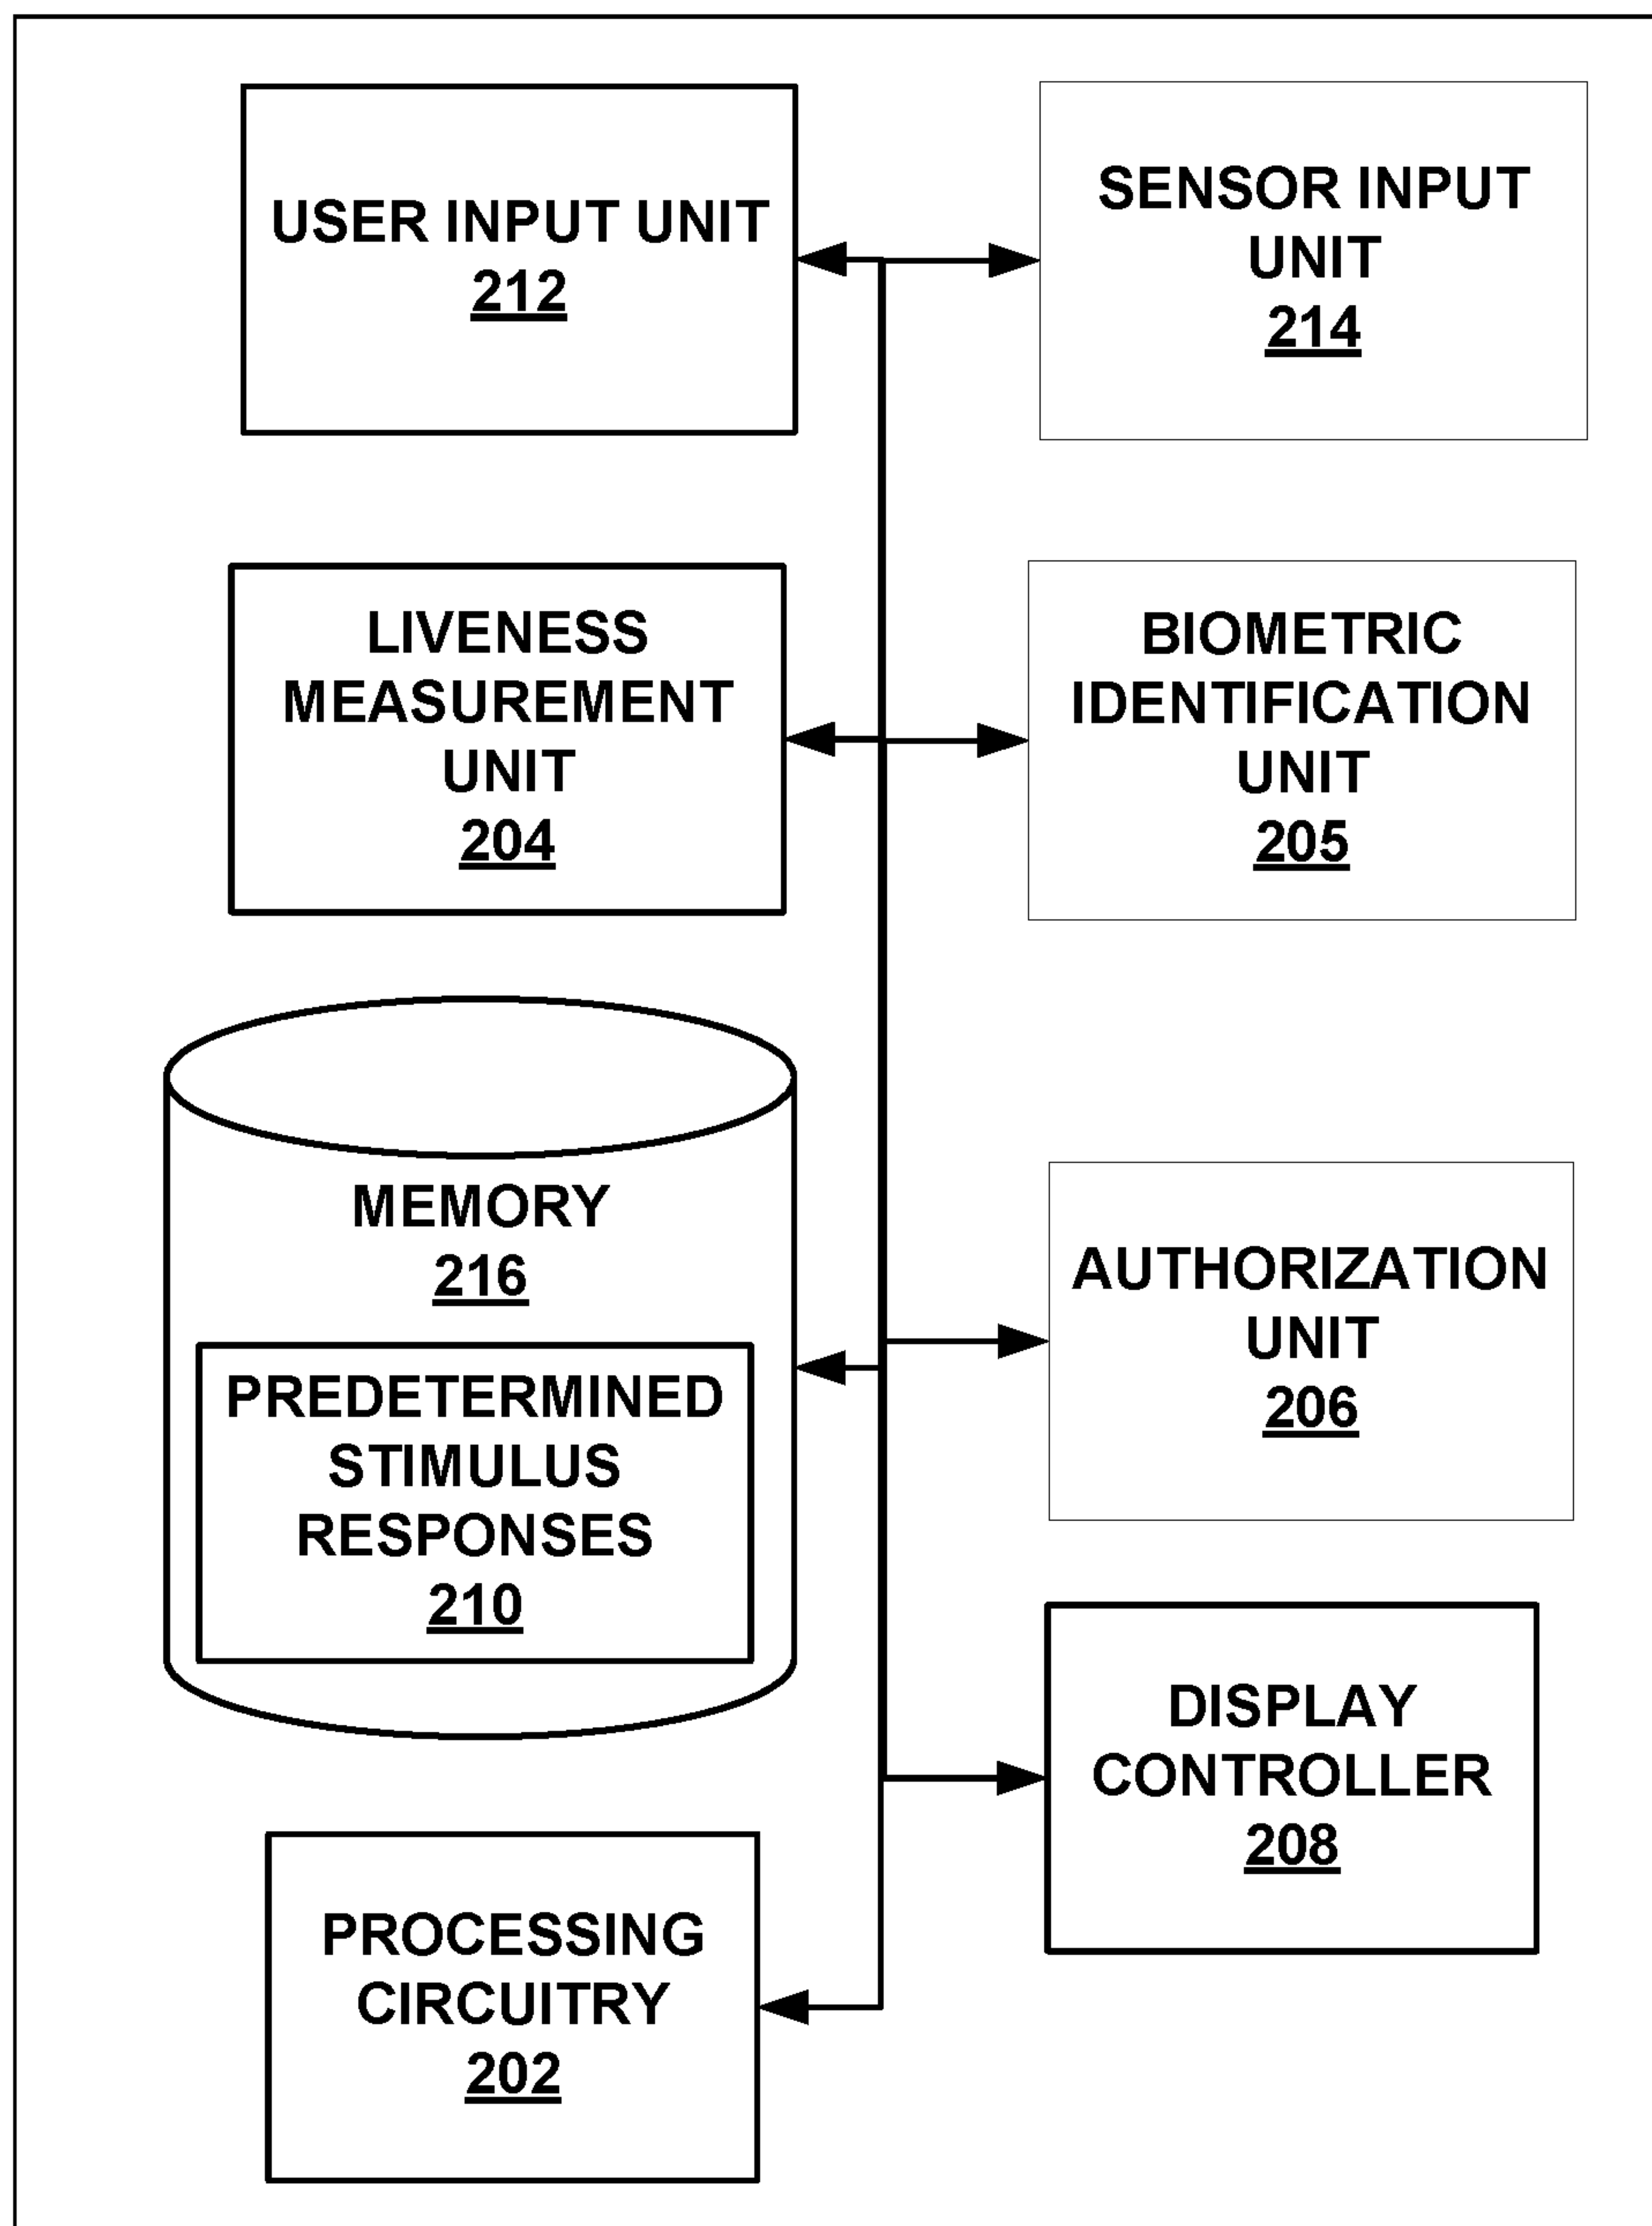 USER INPUT UNIT
212
SENSOR INPUT
UNIT
214
LIVENESS
MEASUREMENT
UNIT
204
BIOMETRIC
IDENTIFICATION
UNIT
205
MEMORY
216
PREDETERMINED
STIMULUS
RESPONSES
210
AUTHORIZATION
UNIT
206
DISPLAY
CONTROLLER
208
PROCESSING
CIRCUITRY
202